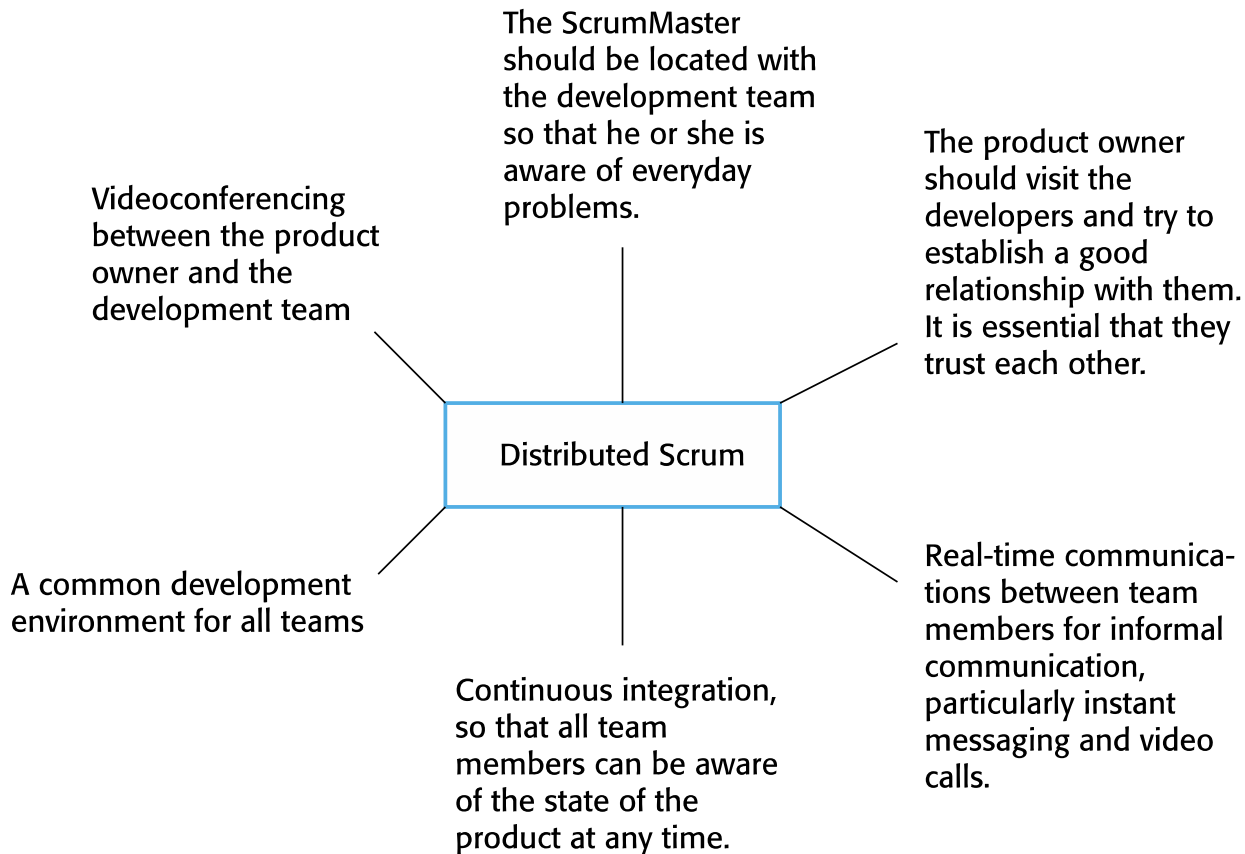 The ScrumMaster
should be located with
the development team
so that he or she is
aware of everyday
problems.
The product owner
should visit the
developers and try to
establish a good
relationship with them.
It is essential that they
trust each other.
Videoconferencing
between the product
owner and the
development team
Distributed Scrum
A common development
environment for all teams
Real-time communica-
tions between team
members for informal
communication,
particularly instant
messaging and video
calls.
Continuous integration,
so that all team
members can be aware
of the state of the
product at any time.